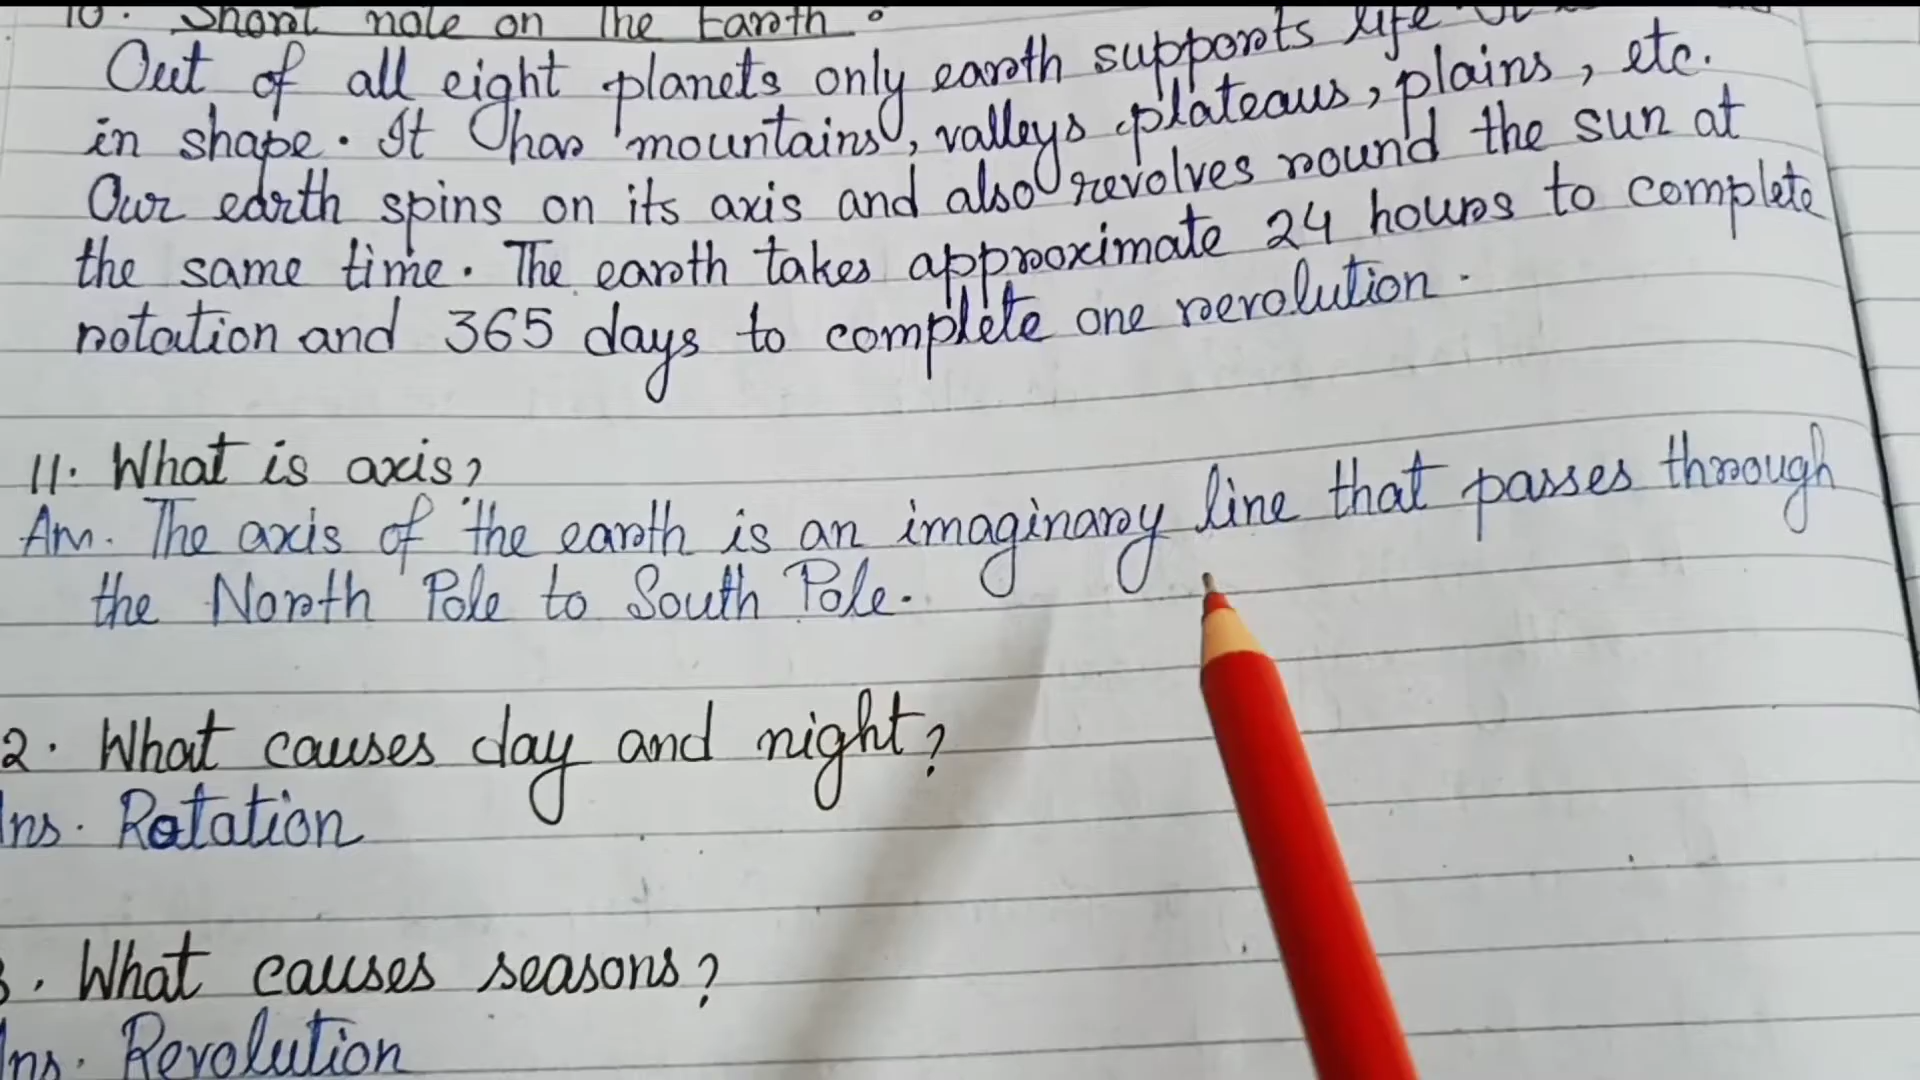 10. Short note on the Earth.
Out of all eight planets only earth supports life. It
in shape. It has mountains, valleys, plateaus, plains, etc.
Our earth spins on its axis and also revolves round the sun at
the same time. The earth takes approximate 24 hours to complete
rotation and 365 days to complete one revolution.
11. What is axis?
Ans. The axis of the earth is an imaginary line that passes through
the North Pole to South Pole.
2. What causes day and night?
Ans. Rotation
3. What causes seasons?
Ans. Revolution